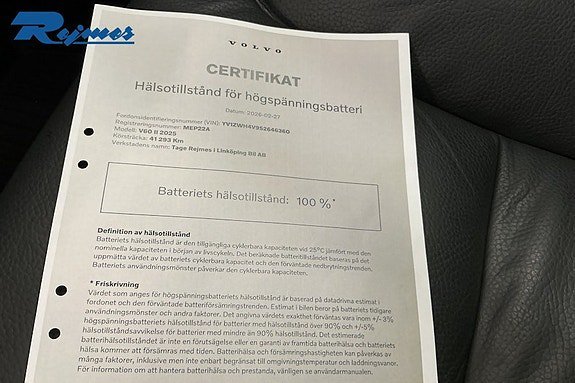 Rejmes
VOLVO
CERTIFIKAT
Hälsotillstånd för högspänningsbatteri
Datum: 2026-02-27
Fordonsidentifieringsnummer (VIN): YV1ZWH4V952646360
Registreringsnummer: MEP22A
Modell: V60 II 2025
Körsträcka: 41 293 Km
Verkstadens namn: Tage Rejmes i Linköping Bil AB
Batteriets hälsotillstånd: 100 %*
Definition av hälsotillstånd
Batteriets hälsotillstånd är den tillgängliga cyklerbara kapaciteten vid 25°C jämfört med den
nominella kapaciteten i början av livscykeln. Det beräknade batteritillståndet baseras på det
uppmätta värdet av batteriets cyklerbara kapacitet och den förväntade nedbrytningstrenden.
Batteriets användningsmönster påverkar den cyklerbara kapaciteten.
* Friskrivning
Värdet som anges för högspänningsbatteriets hälsotillstånd är baserad på datadrivna estimat i
fordonet och den förväntade batteriförsämringstrenden. Estimat i bilen beror på batteriets tidigare
användningsmönster och andra faktorer. Det angivna värdets exakthet förväntas vara inom +/- 3%
högspänningsbatteriets hälsotillstånd för batterier med hälsotillstånd över 90% och +/-5%
hälsotillståndsavvikelse för batterier med mindre än 90% hälsotillstånd. Det estimerade
batterihälsotillståndet är inte en förutsägelse eller en garanti av framtida batterihälsa och batteriets
hälsa kommer att försämras med tiden. Batterihälsa och försämringshastigheten kan påverkas av
många faktorer, inklusive men inte enbart begränsat till omgivningstemperatur och laddningsvanor.
För information om att hantera batterihälsa och prestanda, vänligen se användarmanualen.